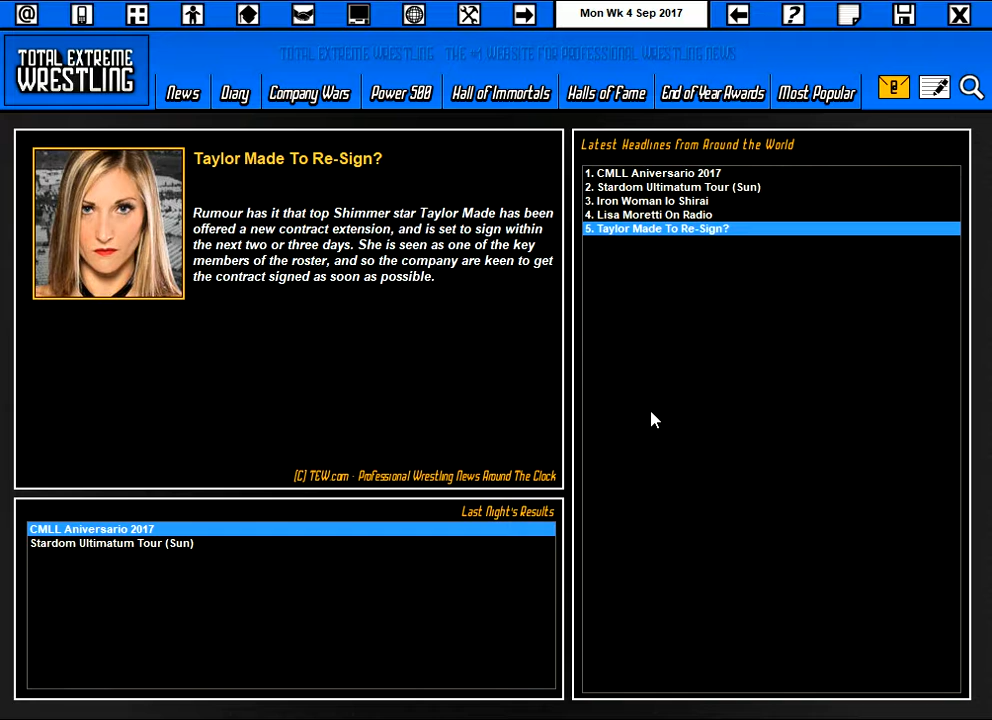 Mon Wk 4 Sep 2017
TOTAL EXTREME
WRESTLING
TOTAL EXTREME WRESTLING - THE #1 WEBSITE FOR PROFESSIONAL WRESTLING NEWS
News Diary Company Wars Power 500 Hall of Immortals Halls of Fame End of Year Awards Most Popular
Taylor Made To Re-Sign?
Rumour has it that top Shimmer star Taylor Made has been
offered a new contract extension, and is set to sign within
the next two or three days. She is seen as one of the key
members of the roster, and so the company are keen to get
the contract signed as soon as possible.
(C) TEW.com - Professional Wrestling News Around The Clock
Last Night's Results
CMLL Aniversario 2017
Stardom Ultimatum Tour (Sun)
Latest Headlines From Around the World
1. CMLL Aniversario 2017
2. Stardom Ultimatum Tour (Sun)
3. Iron Woman Io Shirai
4. Lisa Moretti On Radio
5. Taylor Made To Re-Sign?